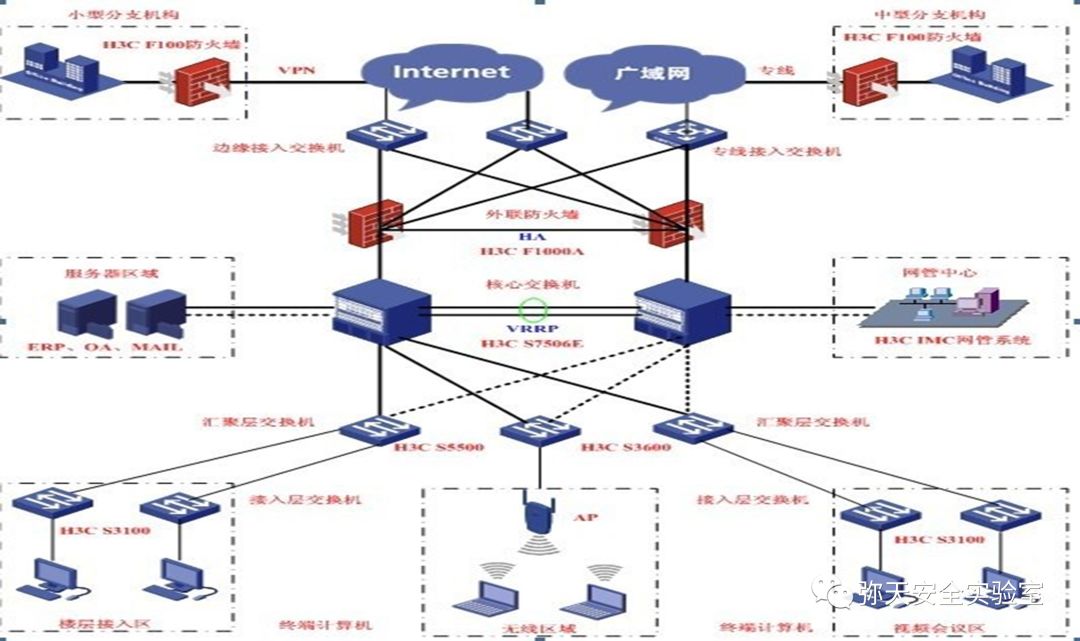 小型分支机构
中型分支机构
H3C F100防火墙
H3C F100防火墙
VPN
Internet
广域网
专线
边缘接入交换机
专线接入交换机
外联防火墙
HA
H3C F1000A
服务器区域
核心交换机
网管中心
VRRP
ERP、OA、MAIL
H3C S7506E
H3C IMC网管系统
汇聚层交换机
汇聚层交换机
H3C S5500
H3C S3600
接入层交换机
接入层交换机
H3C S3100
AP
H3C S3100
弥天安全实验室
楼层接入区
终端计算机
无线区域
终端计算机
视频会议区